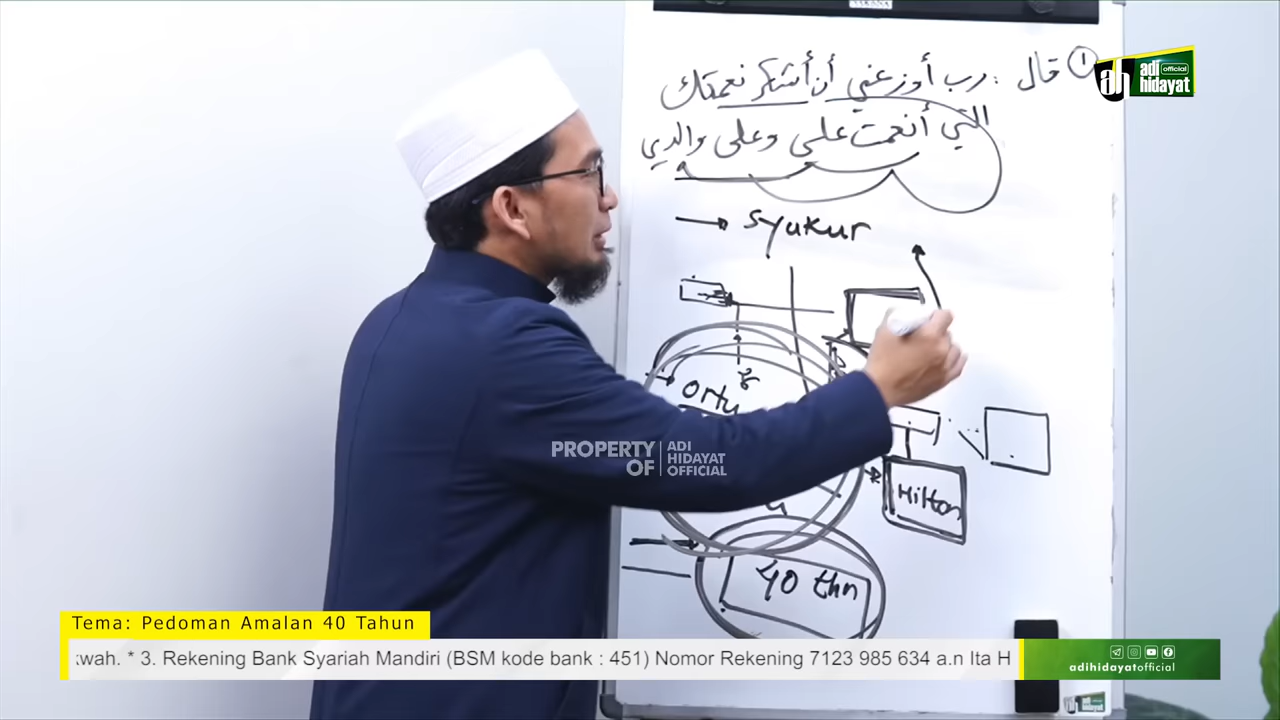 ١ قال : رب أوزعني أن أشكر نعمتك
التي أنعمت علي وعلى والدي
→ syukur
ortu
Hilton
40 thn
ah adi hidayat official
PROPERTY OF ADI HIDAYAT OFFICIAL
Tema: Pedoman Amalan 40 Tahun
wah. * 3. Rekening Bank Syariah Mandiri (BSM kode bank : 451) Nomor Rekening 7123 985 634 a.n Ita H
adihidayatofficial